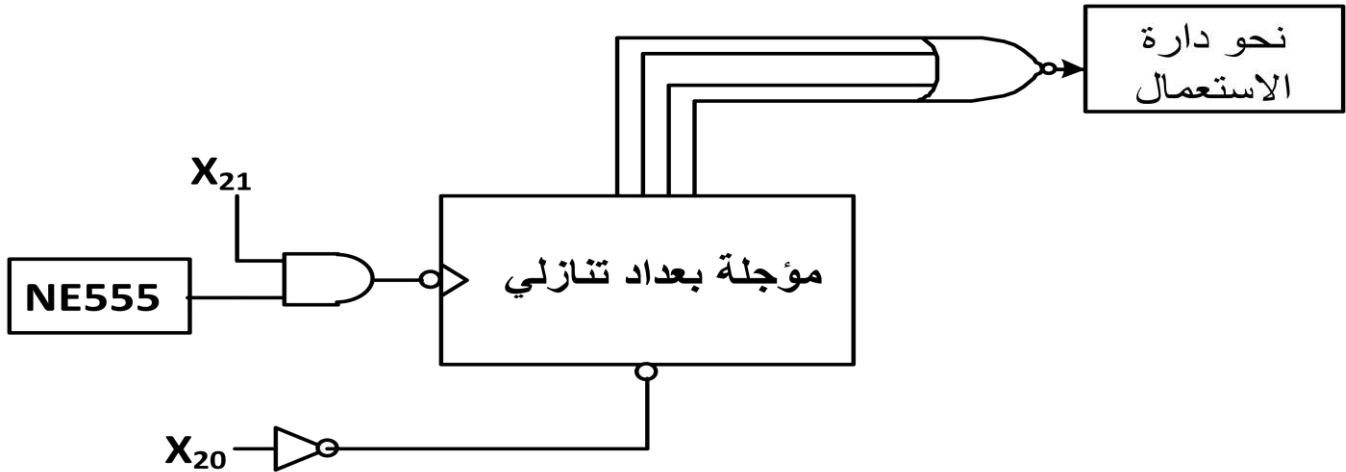 نحو دارة
الاستعمال
X21
NE555
مؤجلة بعداد تنازلي
X20